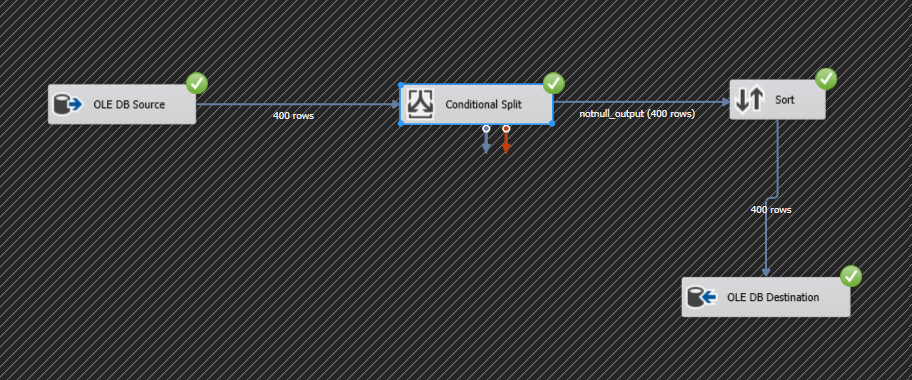 OLE DB Source
400 rows
Conditional Split
notnull_output (400 rows)
Sort
400 rows
OLE DB Destination